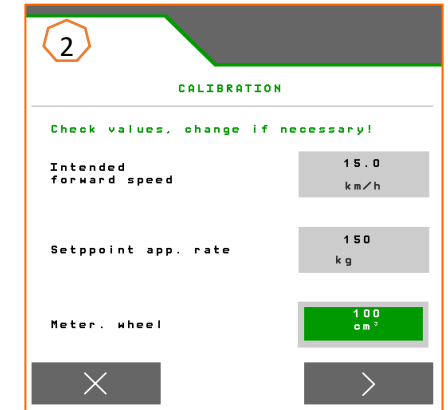 2
CALIBRATION
Check values, change if necessary!
Intended
forward speed
15.0
km/h
Setppoint app. rate
150
kg
Meter. wheel
100
cm³